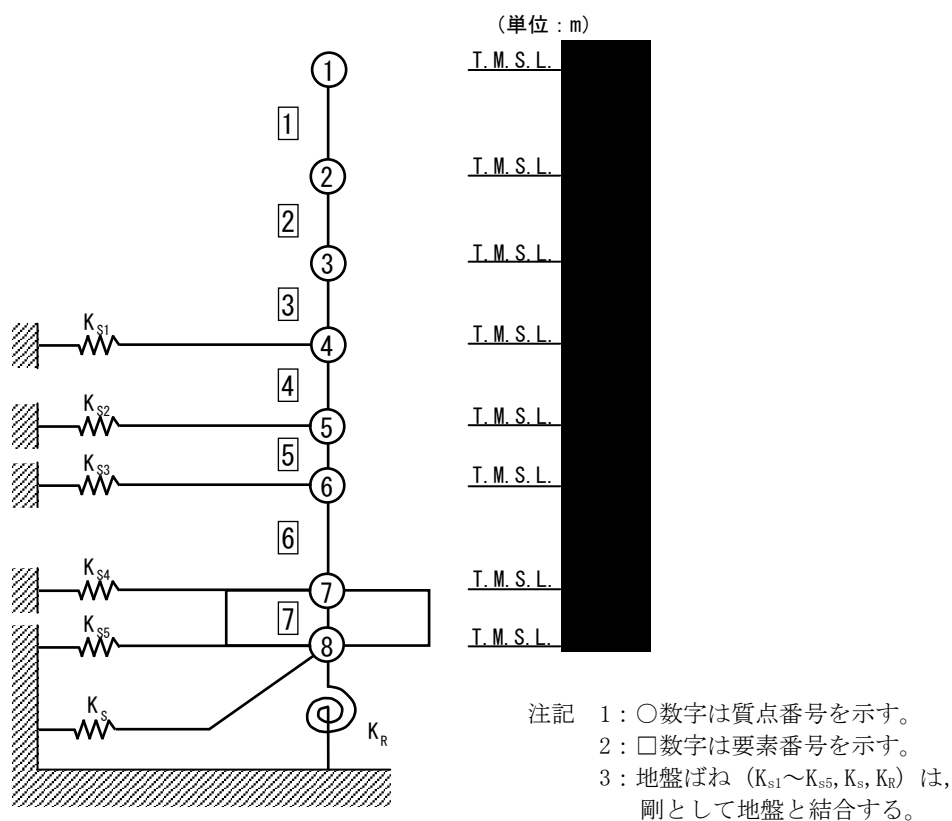 (単位：m)
① T.M.S.L.
1
② T.M.S.L.
2
③ T.M.S.L.
3
K_S1 ④ T.M.S.L.
4
K_S2 ⑤ T.M.S.L.
5
K_S3 ⑥ T.M.S.L.
6
K_S4 ⑦ T.M.S.L.
7
K_S5 ⑧ T.M.S.L.
K_S
K_R
注記 1：○数字は質点番号を示す。
2：□数字は要素番号を示す。
3：地盤ばね (K_s1～K_s5,K_s,K_R) は，
剛として地盤と結合する。